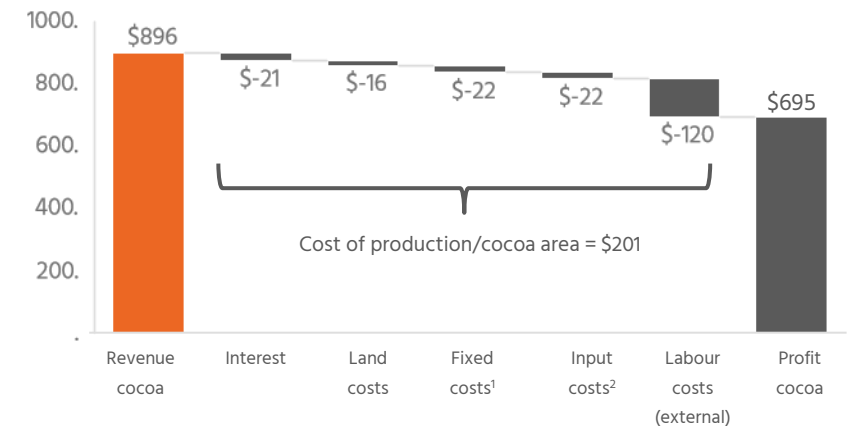 1000.
800.
600.
400.
200.
.
$896
$-21
$-16
$-22
$-22
$-120
$695
Cost of production/cocoa area = $201
Revenue
cocoa
Interest
Land
costs
Fixed
costs¹
Input
costs²
Labour
costs
(external)
Profit
cocoa